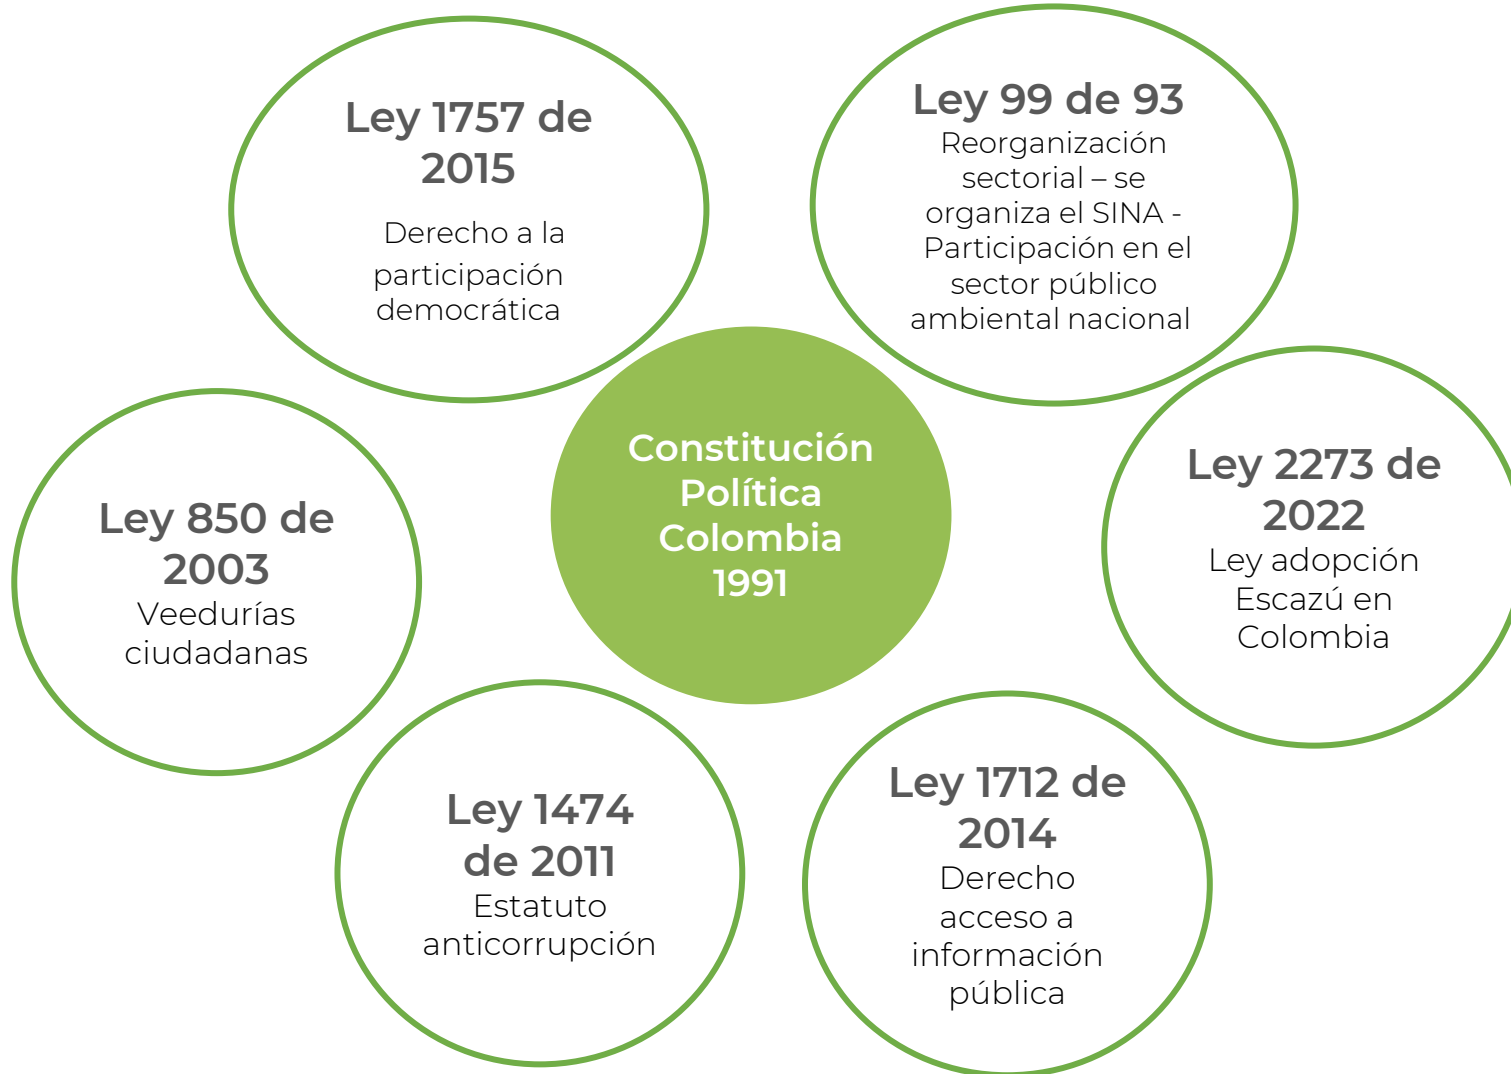 Ley 1757 de
2015
Derecho a la
participación
democrática
Ley 99 de 93
Reorganización
sectorial – se
organiza el SINA -
Participación en el
sector público
ambiental nacional
Constitución
Política
Colombia
1991
Ley 2273 de
2022
Ley adopción
Escazú en
Colombia
Ley 850 de
2003
Veedurías
ciudadanas
Ley 1474
de 2011
Estatuto
anticorrupción
Ley 1712 de
2014
Derecho
acceso a
información
pública